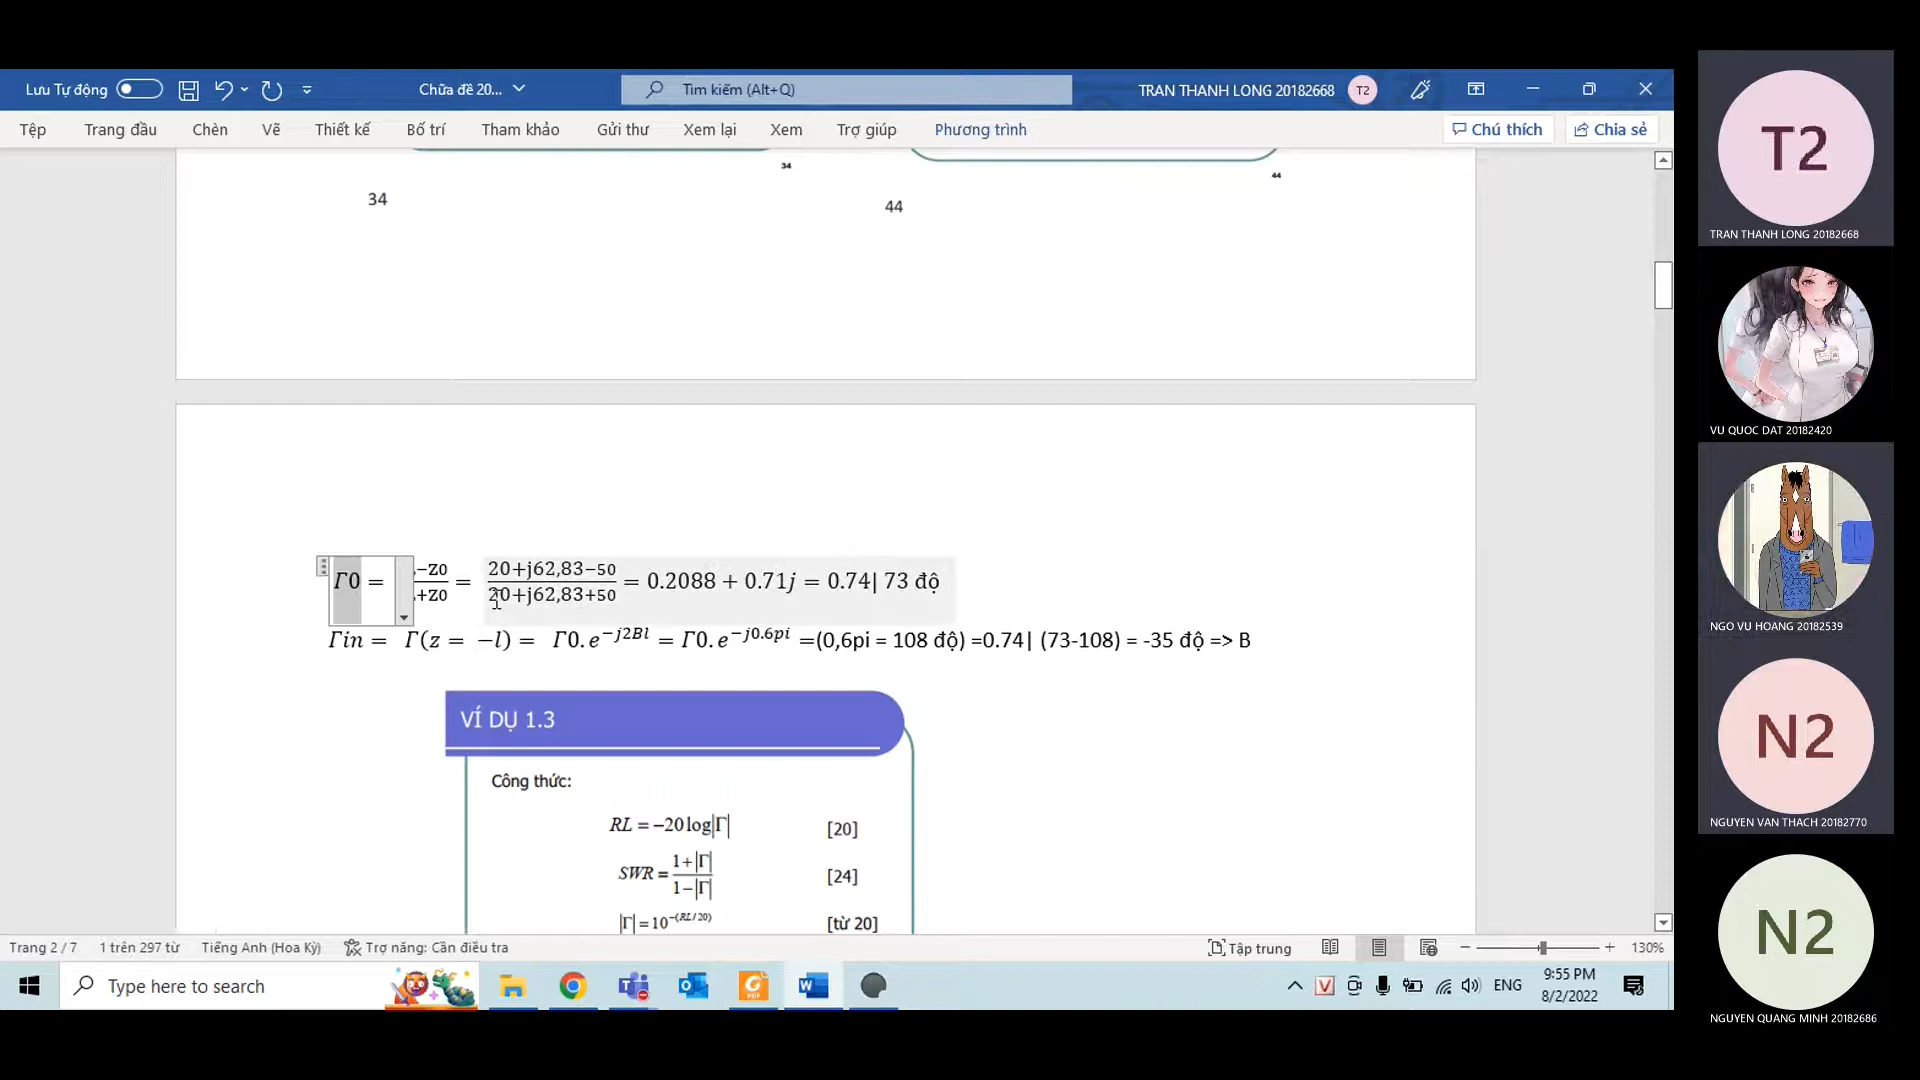 Lưu Tự động
Chữa đề 20...
Tìm kiếm (Alt+Q)
TRAN THANH LONG 20182668
T2
Tệp Trang đầu Chèn Vẽ Thiết kế Bố trí Tham khảo Gửi thư Xem lại Xem Trợ giúp Phương trình Chú thích Chia sẻ
34
44
34
44
Γ0 = −Z0/+Z0 = 20+j62,83−50/20+j62,83+50 = 0.2088 + 0.71j = 0.74| 73 độ
Γin = Γ(z = −l) = Γ0.e^−j2Bl = Γ0.e^−j0.6pi =(0,6pi = 108 độ) =0.74| (73-108) = -35 độ => B
VÍ DỤ 1.3
Công thức:
RL = −20log|Γ| [20]
SWR = 1+|Γ|/1−|Γ| [24]
|Γ| = 10^−(RL/20) [từ 20]
Trang 2 / 7 1 trên 297 từ Tiếng Anh (Hoa Kỳ) Trợ năng: Cần điều tra Tập trung − + 130%
Type here to search
ENG
9:55 PM
8/2/2022
T2
TRAN THANH LONG 20182668
VU QUOC DAT 20182420
NGO VU HOANG 20182539
N2
NGUYEN VAN THACH 20182770
N2
NGUYEN QUANG MINH 20182686